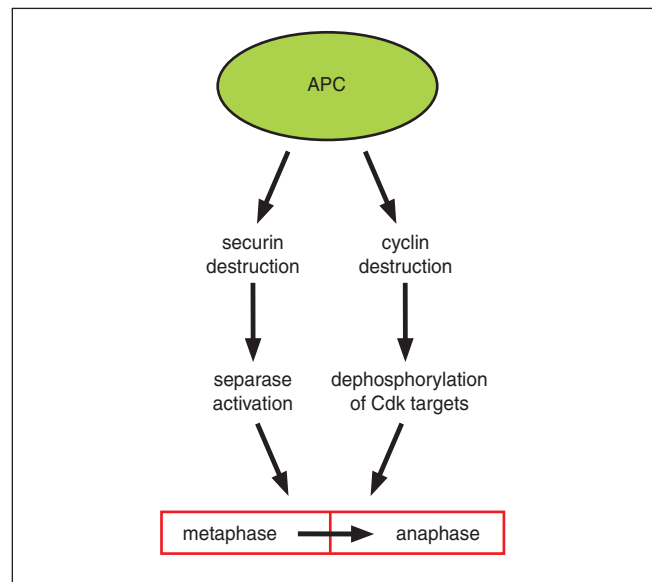 APC
securin
destruction
cyclin
destruction
separase
activation
dephosphorylation
of Cdk targets
metaphase
anaphase